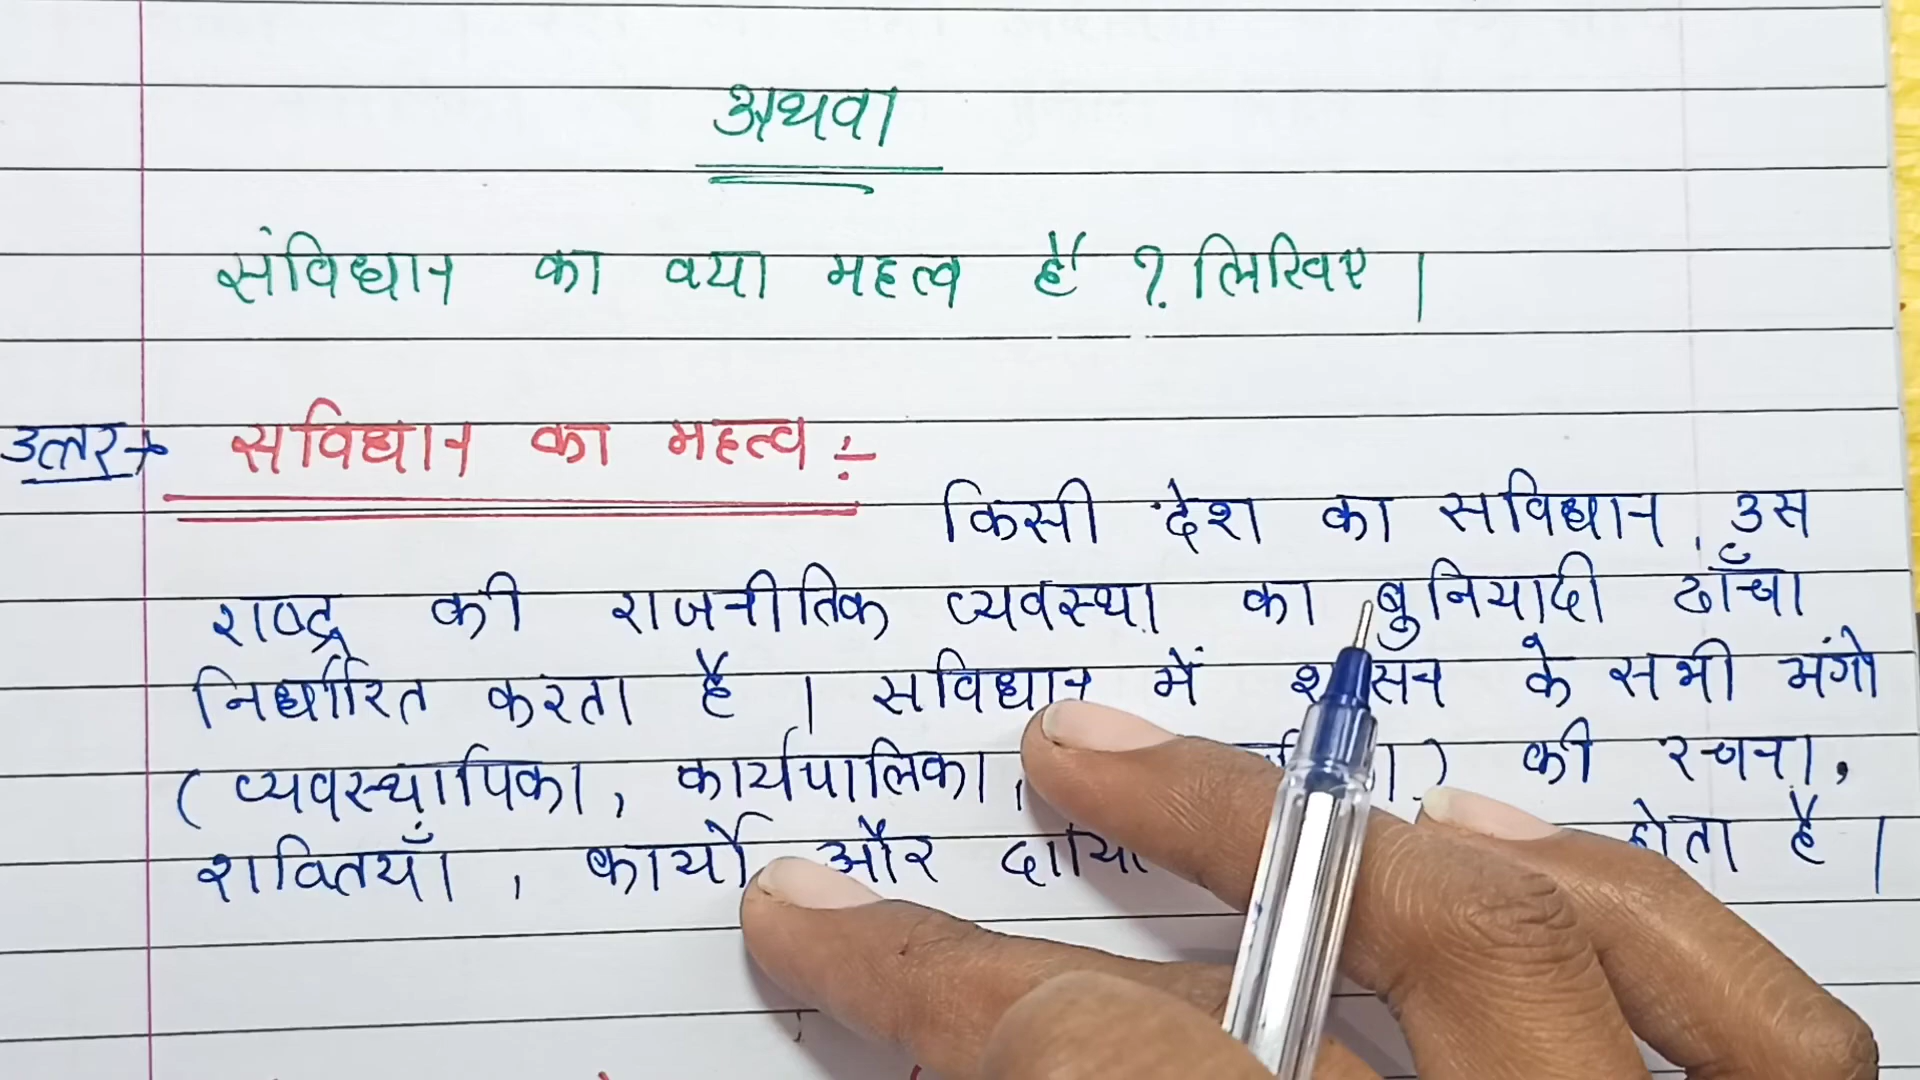 अथवा
संविधान का क्या महत्व है ? लिखिए ।
उत्तर→ सविधान का महत्व ÷
किसी देश का सविधान, उस
राष्ट्र की राजनीतिक व्यवस्था का बुनियादी ढाँचा
निर्धारित करता है । सविधान में शासन के सभी अंगो
(व्यवस्थापिका, कार्यपालिका, ) की रचना,
शक्तियाँ, कार्यो और होता है ।